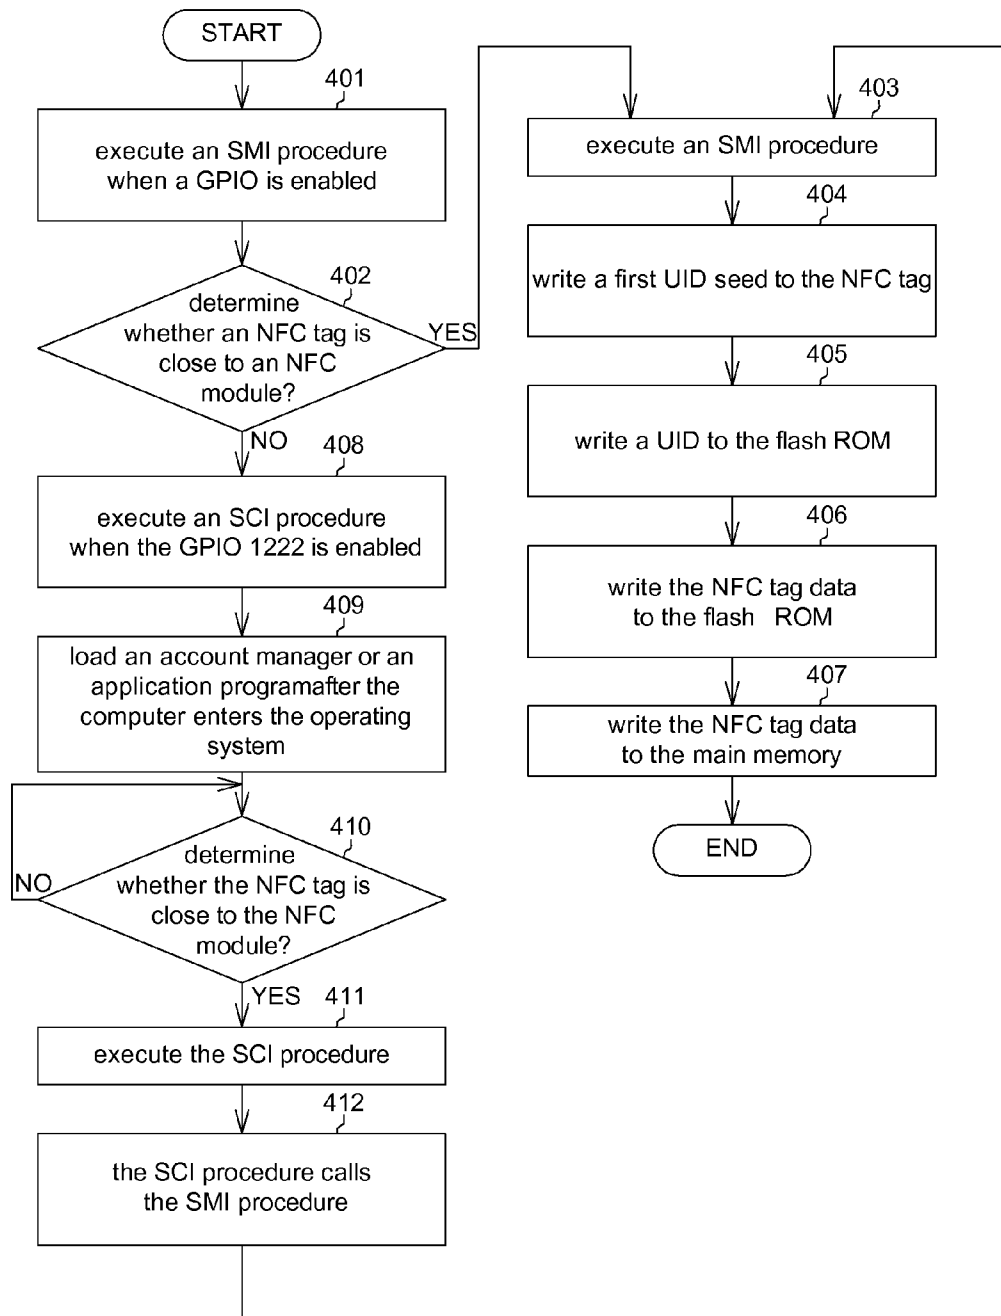 START
401
execute an SMI procedure
when a GPIO is enabled
402
determine
whether an NFC tag is
close to an NFC
module?
YES
NO
408
execute an SCI procedure
when the GPIO 1222 is enabled
409
load an account manager or an
application programafter the
computer enters the operating
system
410
determine
whether the NFC tag is
close to the NFC
module?
NO
YES
411
execute the SCI procedure
412
the SCI procedure calls
the SMI procedure
403
execute an SMI procedure
404
write a first UID seed to the NFC tag
405
write a UID to the flash ROM
406
write the NFC tag data
to the flash ROM
407
write the NFC tag data
to the main memory
END